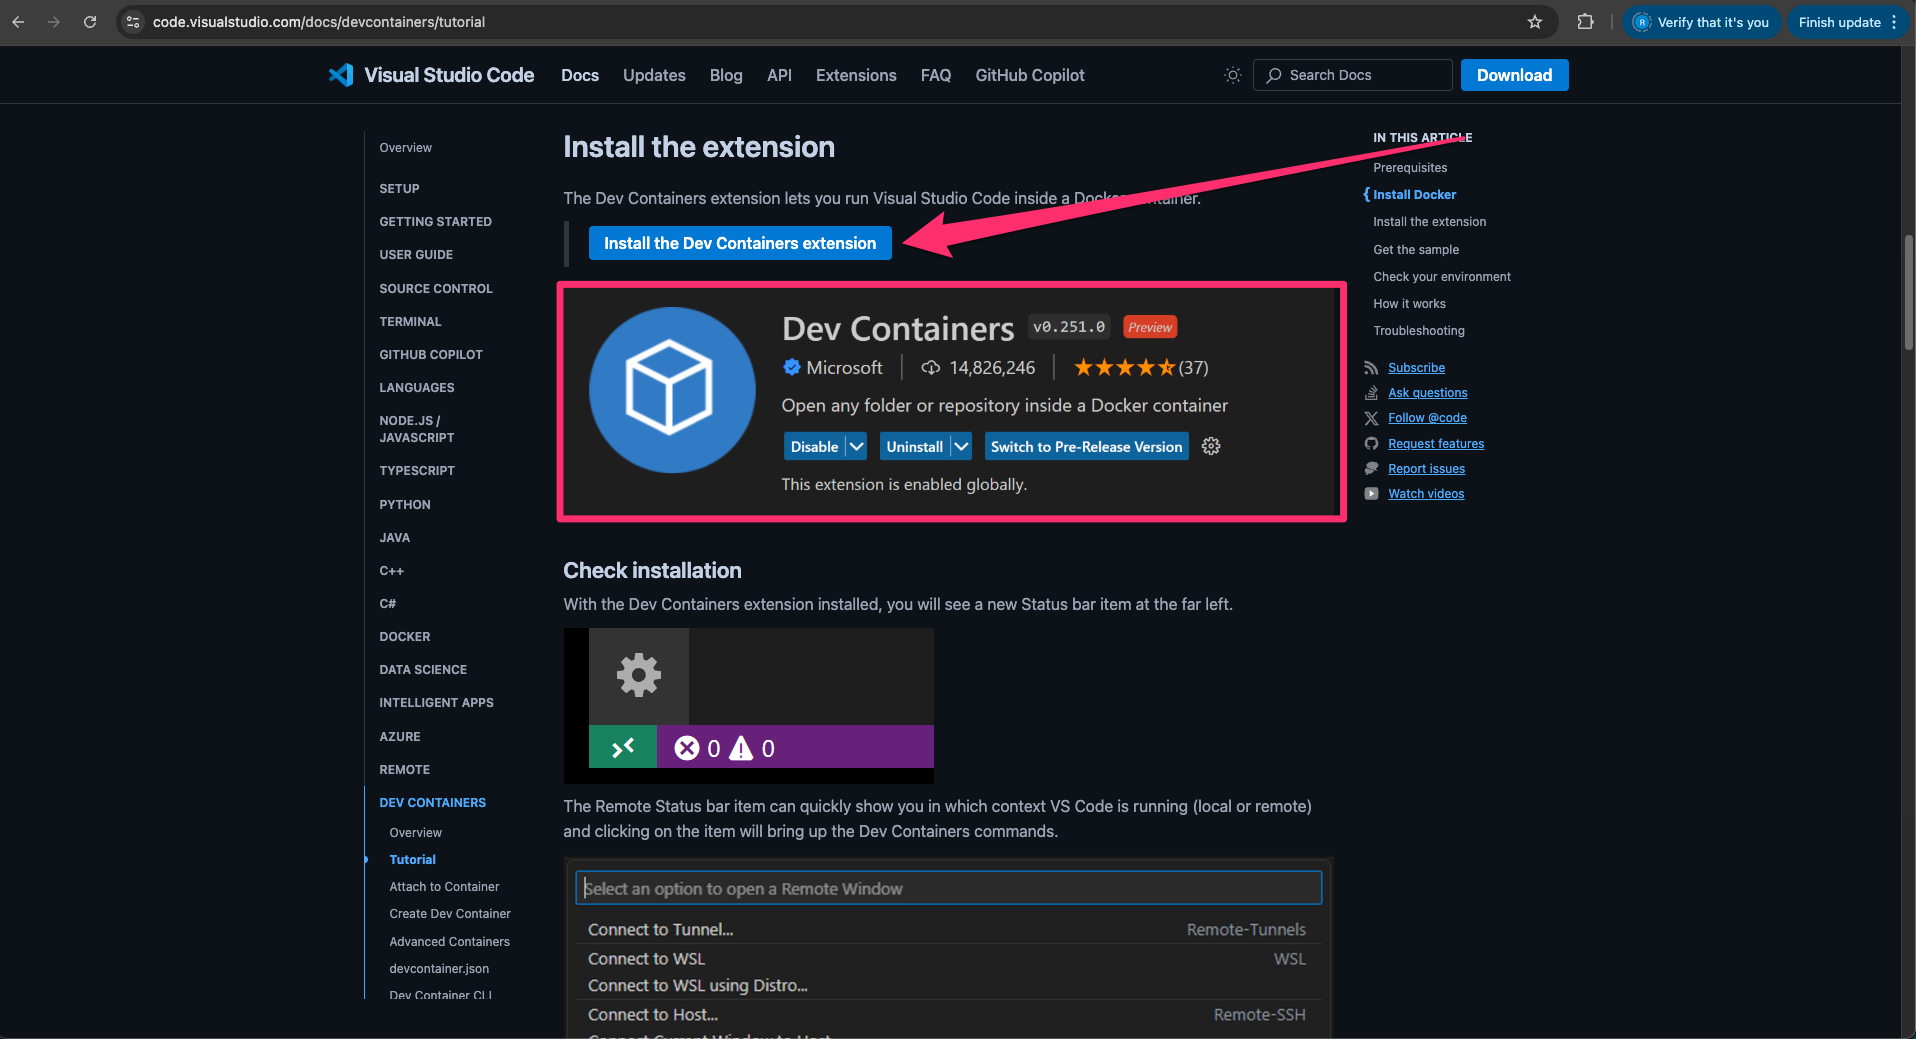 code.visualstudio.com/docs/devcontainers/tutorial
Verify that it's you
Finish update
Visual Studio Code
Docs
Updates
Blog
API
Extensions
FAQ
GitHub Copilot
Search Docs
Download
Overview
SETUP
GETTING STARTED
USER GUIDE
SOURCE CONTROL
TERMINAL
GITHUB COPILOT
LANGUAGES
NODE.JS /
JAVASCRIPT
TYPESCRIPT
PYTHON
JAVA
C++
C#
DOCKER
DATA SCIENCE
INTELLIGENT APPS
AZURE
REMOTE
DEV CONTAINERS
Overview
Tutorial
Attach to Container
Create Dev Container
Advanced Containers
devcontainer.json
Dev Container CLI
Install the extension
The Dev Containers extension lets you run Visual Studio Code inside a Docker container.
Install the Dev Containers extension
Dev Containers v0.251.0 Preview
Microsoft 14,826,246 (37)
Open any folder or repository inside a Docker container
Disable Uninstall Switch to Pre-Release Version
This extension is enabled globally.
Check installation
With the Dev Containers extension installed, you will see a new Status bar item at the far left.
0 0
The Remote Status bar item can quickly show you in which context VS Code is running (local or remote)
and clicking on the item will bring up the Dev Containers commands.
Select an option to open a Remote Window
Connect to Tunnel... Remote-Tunnels
Connect to WSL WSL
Connect to WSL using Distro...
Connect to Host... Remote-SSH
Connect Current Window to Host
IN THIS ARTICLE
Prerequisites
Install Docker
Install the extension
Get the sample
Check your environment
How it works
Troubleshooting
Subscribe
Ask questions
Follow @code
Request features
Report issues
Watch videos